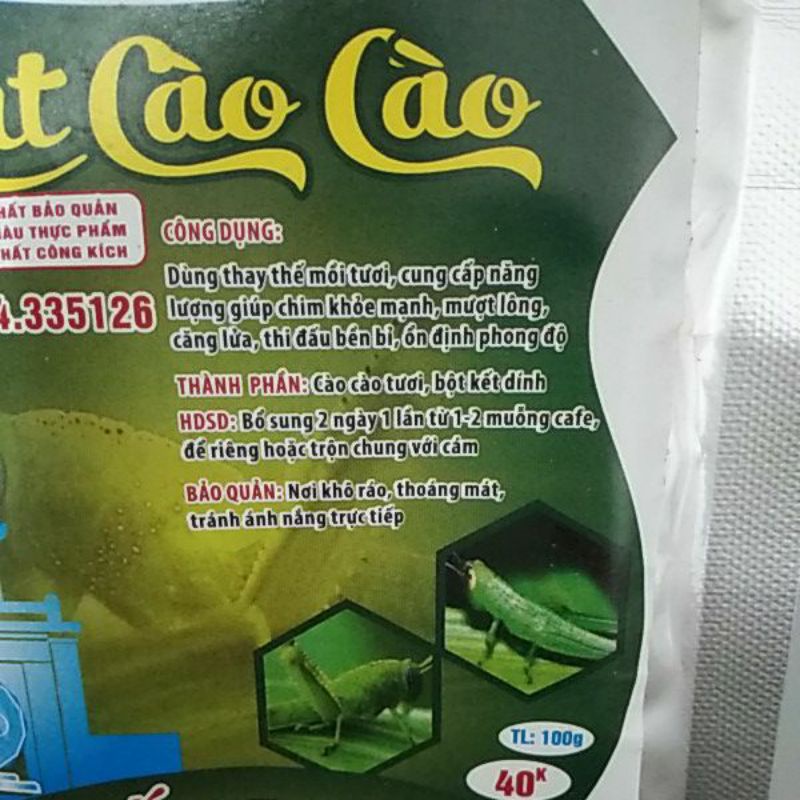 Cào Cào
BẢO QUẢN
THỰC PHẨM
CÔNG KÍCH
4.335126
CÔNG DỤNG:
Dùng thay thế mồi tươi, cung cấp năng
lượng giúp chim khỏe mạnh, mượt lông,
căng lửa, thi đấu bền bỉ, ổn định phong độ
THÀNH PHẦN: Cào cào tươi, bột kết dính
HDSD: Bổ sung 2 ngày 1 lần từ 1-2 muỗng cafe,
để riêng hoặc trộn chung với cám
BẢO QUẢN: Nơi khô ráo, thoáng mát,
tránh ánh nắng trực tiếp
TL: 100g
40K